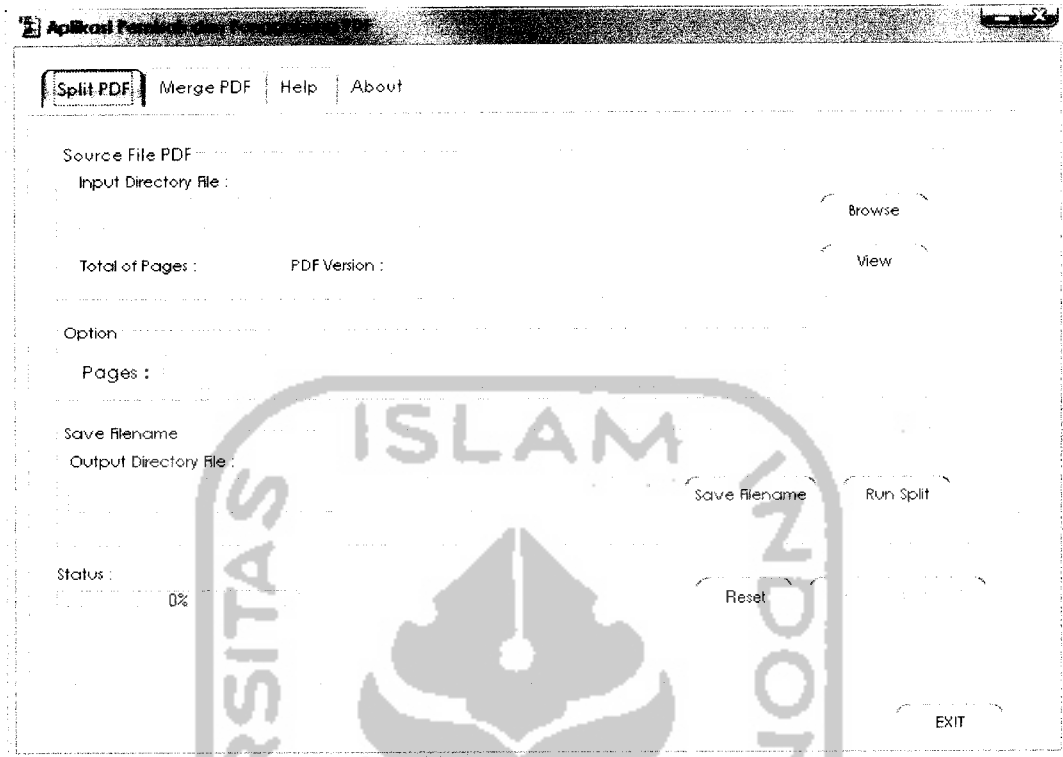 Aplikasi
Split PDF Merge PDF Help About
Source File PDF
Input Directory File :
Browse
Total of Pages : PDF Version :
View
Option
Pages :
Save Filename
Output Directory File :
Save Filename Run Split
Status :
0%
Reset
EXIT
ISLAM